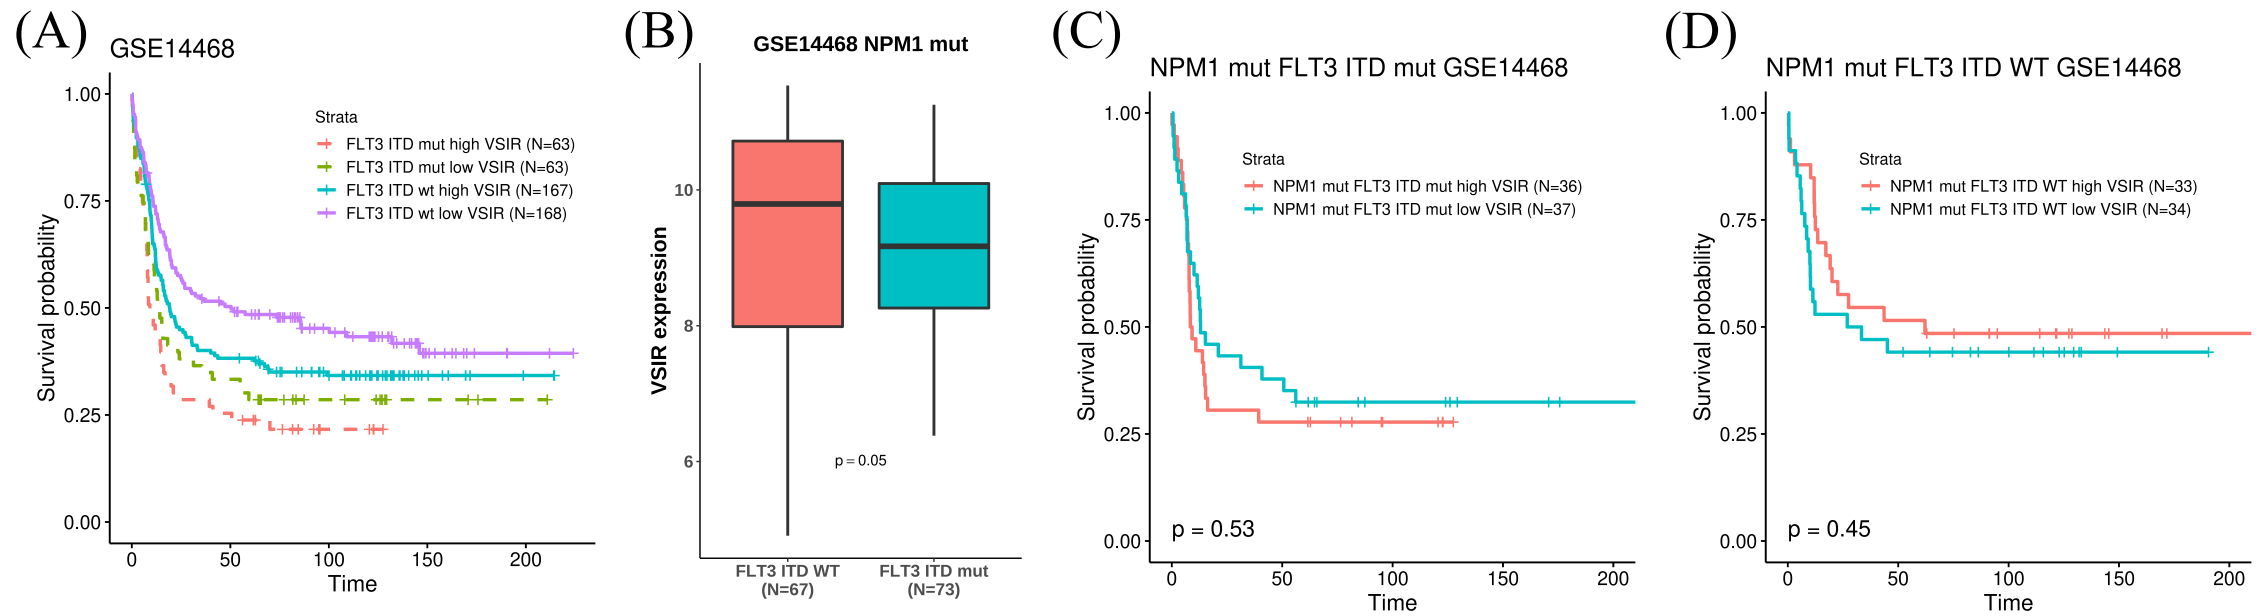 (A)
GSE14468
Survival probability
1.00
0.75
0.50
0.25
0.00
Strata
FLT3 ITD mut high VSIR (N=63)
FLT3 ITD mut low VSIR (N=63)
FLT3 ITD wt high VSIR (N=167)
FLT3 ITD wt low VSIR (N=168)
0 50 100 150 200
Time
(B)
GSE14468 NPM1 mut
VSIR expression
10
8
6
p = 0.05
FLT3 ITD WT
(N=67)
FLT3 ITD mut
(N=73)
(C)
NPM1 mut FLT3 ITD mut GSE14468
Survival probability
1.00
0.75
0.50
0.25
0.00
Strata
NPM1 mut FLT3 ITD mut high VSIR (N=36)
NPM1 mut FLT3 ITD mut low VSIR (N=37)
p = 0.53
0 50 100 150 200
Time
(D)
NPM1 mut FLT3 ITD WT GSE14468
Survival probability
1.00
0.75
0.50
0.25
0.00
Strata
NPM1 mut FLT3 ITD WT high VSIR (N=33)
NPM1 mut FLT3 ITD WT low VSIR (N=34)
p = 0.45
0 50 100 150 200
Time